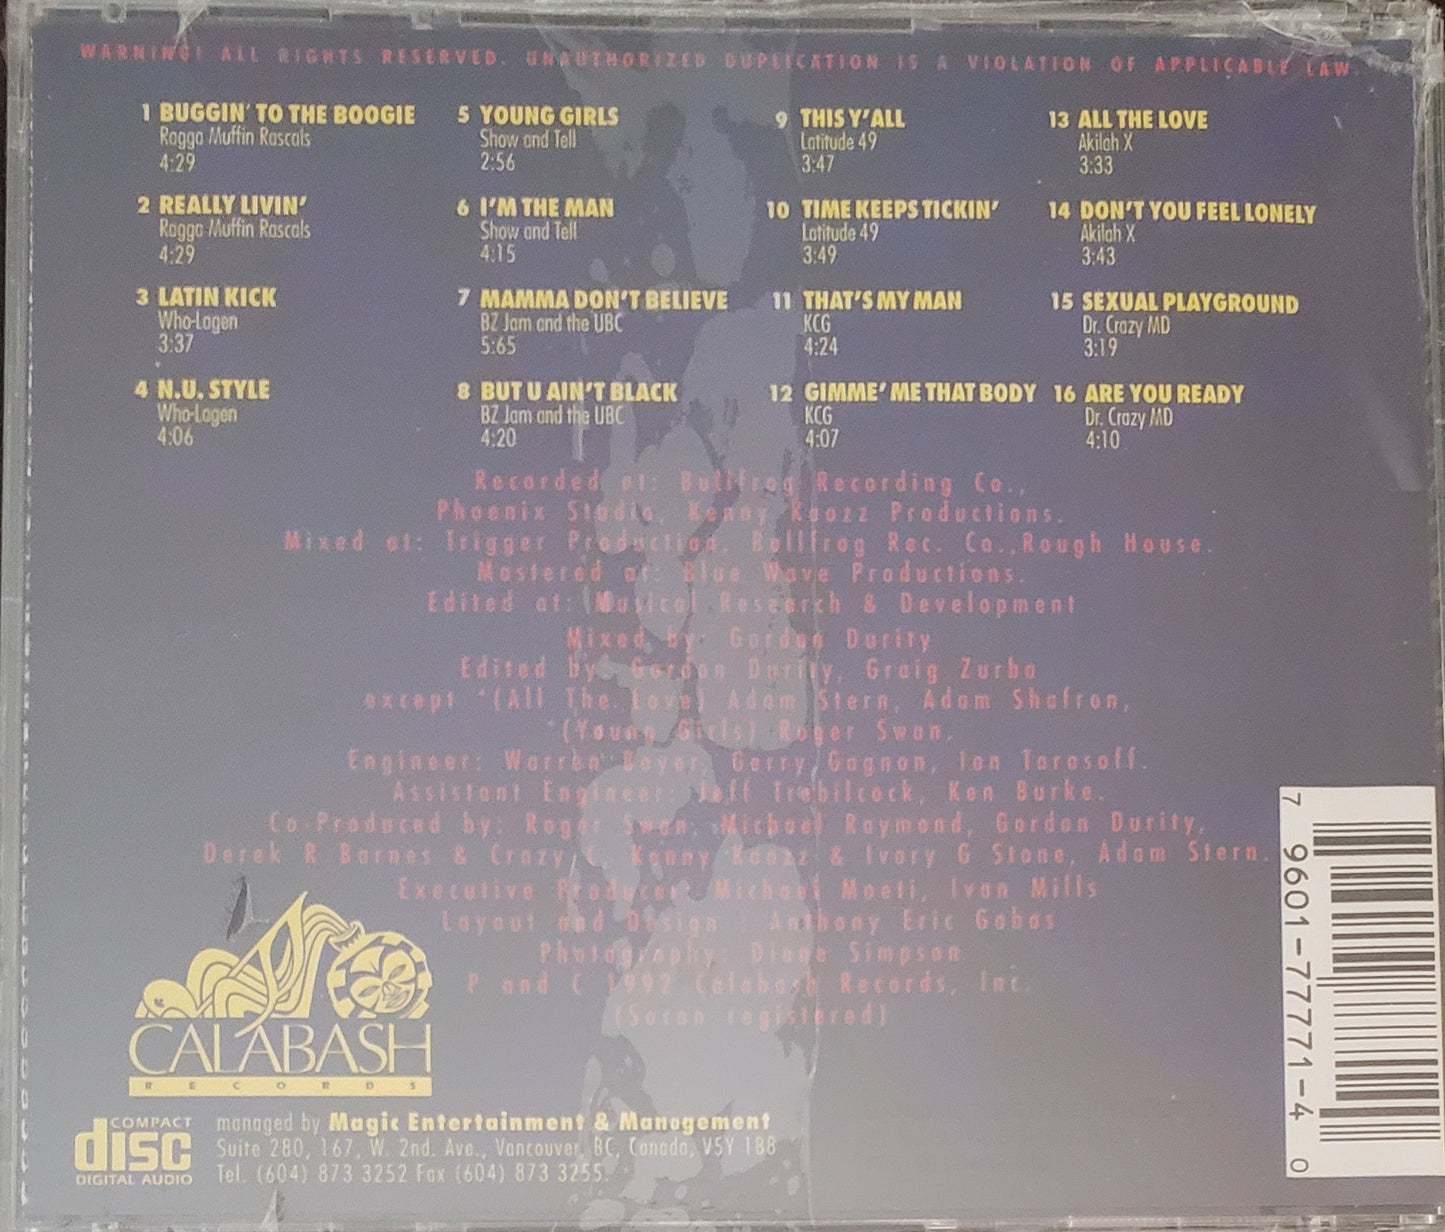 WARNING! ALL RIGHTS RESERVED. UNAUTHORIZED DUPLICATION IS A VIOLATION OF APPLICABLE LAW.
1 BUGGIN' TO THE BOOGIE
Ragga Muffin Rascals
4:29
2 REALLY LIVIN'
Ragga Muffin Rascals
4:29
3 LATIN KICK
Who-Lagen
3:37
4 N.U. STYLE
Who-Lagen
4:06
5 YOUNG GIRLS
Show and Tell
2:56
6 I'M THE MAN
Show and Tell
4:15
7 MAMMA DON'T BELIEVE
BZ Jam and the UBC
5:65
8 BUT U AIN'T BLACK
BZ Jam and the UBC
4:20
9 THIS Y'ALL
Latitude 49
3:47
10 TIME KEEPS TICKIN'
Latitude 49
3:49
11 THAT'S MY MAN
KCG
4:24
12 GIMME' ME THAT BODY
KCG
4:07
13 ALL THE LOVE
Akilah X
3:33
14 DON'T YOU FEEL LONELY
Akilah X
3:43
15 SEXUAL PLAYGROUND
Dr. Crazy MD
3:19
16 ARE YOU READY
Dr. Crazy MD
4:10
Recorded at: Bullfrog Recording Co.,
Phoenix Studio, Kenny Kaozz Productions.
Mixed at: Trigger Production, Bullfrog Rec. Co.,Rough House.
Mastered at: Blue Wave Productions.
Edited at: Musical Research & Development
Mixed by: Gordon Durity
Edited by: Gordon Durity, Graig Zurba
except *(All The Love) Adam Stern, Adam Shafron,
*(Young Girls) Roger Swan.
Engineer: Warren Boyer, Gerry Gagnon, Ian Tarasoff.
Assistant Engineer: Jeff Trebilcock, Ken Burke.
Co-Produced by: Roger Swan, Michael Raymond, Gordon Durity,
Derek R Barnes & Crazy C, Kenny Kaozz & Ivory G Stone, Adam Stern.
Executive Producer: Michael Moeti, Ivan Mills
Layout and Design : Anthony Eric Gabas
Photography: Diane Simpson
P and C 1992 Calabash Records, Inc.
(Socan registered)
CALABASH
RECORDS
COMPACT
disc
DIGITAL AUDIO
managed by Magic Entertainment & Management
Suite 280, 167, W. 2nd. Ave., Vancouver, BC, Canada, V5Y 1B8
Tel. (604) 873 3252 Fax (604) 873 3255.
7 9601-77771-4 0